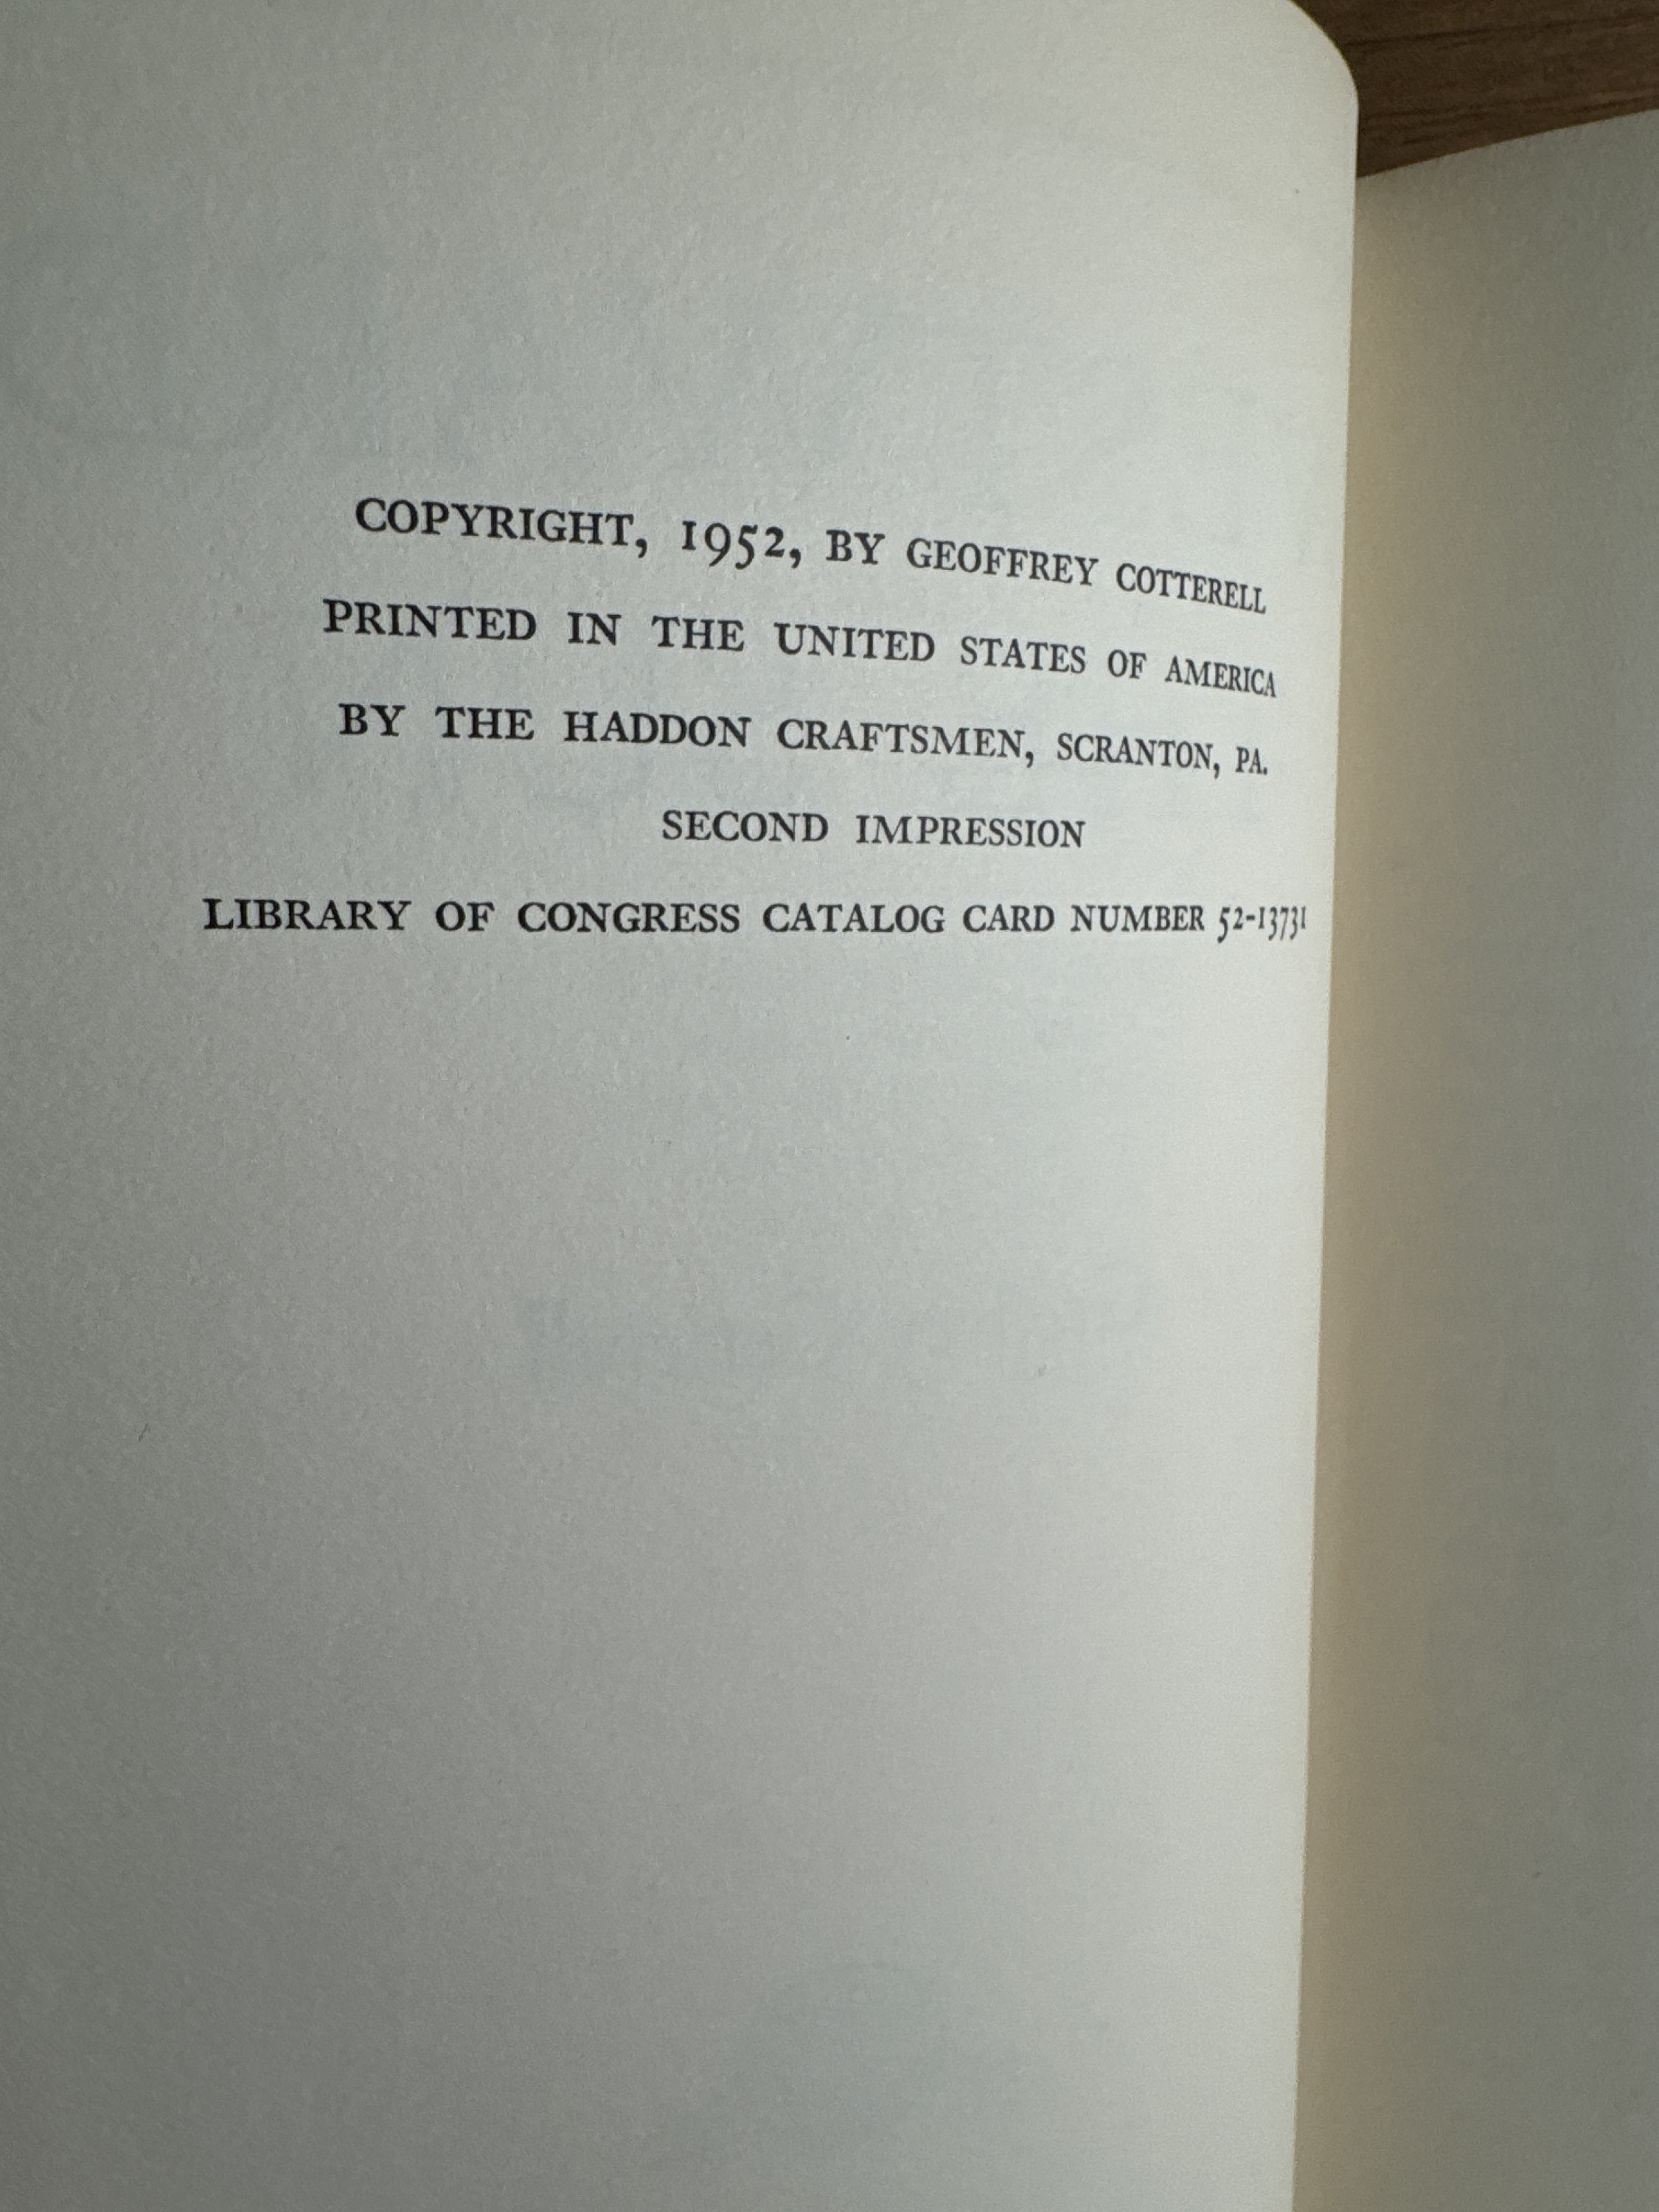 COPYRIGHT, 1952, BY GEOFFREY COTTERELL
PRINTED IN THE UNITED STATES OF AMERICA
BY THE HADDON CRAFTSMEN, SCRANTON, PA.
SECOND IMPRESSION
LIBRARY OF CONGRESS CATALOG CARD NUMBER 52-13731